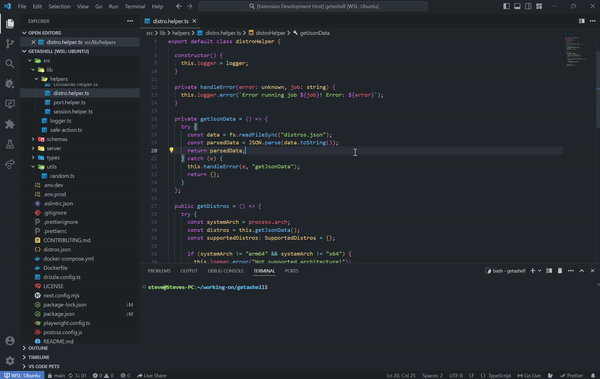 File Edit Selection View Go Run Terminal Help
[Extension Development Host] getashell [WSL: Ubuntu]
EXPLORER
OPEN EDITORS
distro.helper.ts src/lib/helpers
GETASHELL [WSL: UBUNTU]
src
lib
helpers
container.helper.ts
distro.helper.ts
port.helper.ts
session.helper.ts
logger.ts
safe-action.ts
schemas
server
types
utils
random.ts
.env.dev
.env.prod
.eslintrc.json
.gitignore
.prettierignore
.prettierrc
CONTRIBUTING.md
distros.json
docker-compose.yml
Dockerfile
drizzle.config.ts
LICENSE
next.config.mjs
package-lock.json M
package.json M
playwright.config.ts
postcss.config.js
README.md
OUTLINE
TIMELINE
VS CODE PETS
distro.helper.ts
src > lib > helpers > distro.helper.ts > distroHelper > getJsonData
export default class distroHelper {
constructor() {
this.logger = logger;
}
private handleError(error: unknown, job: string) {
this.logger.error(`Error running job ${job}! Error: ${error}`);
}
private getJsonData = () => {
try {
const data = fs.readFileSync("distros.json");
const parsedData = JSON.parse(data.toString());
20 return parsedData;
} catch (e) {
this.handleError(e, "getJsonData");
return {};
}
};
public getDistros = () => {
try {
const systemArch = process.arch;
const distros = this.getJsonData();
const supportedDistros: SupportedDistros = {};
if (systemArch != "arm64" && systemArch != "x64") {
this.logger.error("Not supported architecture!");
PROBLEMS OUTPUT DEBUG CONSOLE TERMINAL PORTS
bash - getashell
steve@Steves-PC:~/working-on/getashell$
WSL: Ubuntu main 0 0 0 Live Share
Ln 20, Col 25 Spaces: 2 UTF-8 LF {} TypeScript Go Live Prettier